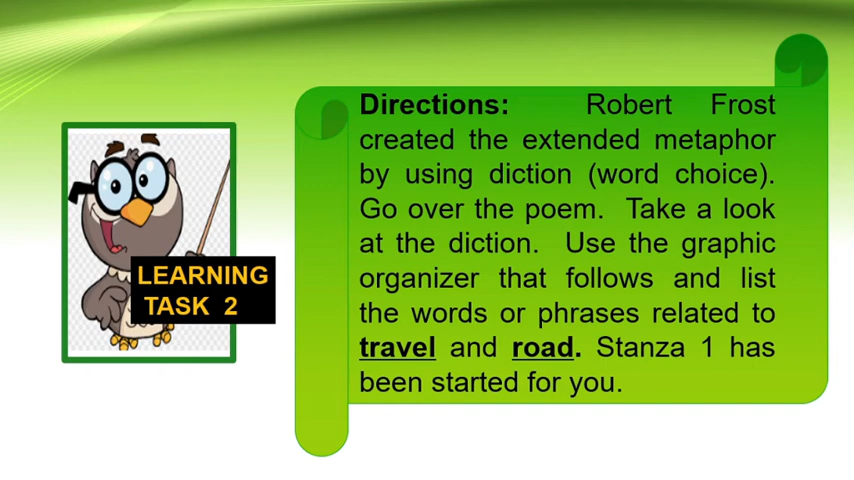 Directions: Robert Frost
created the extended metaphor
by using diction (word choice).
Go over the poem. Take a look
at the diction. Use the graphic
organizer that follows and list
the words or phrases related to
travel and road. Stanza 1 has
been started for you.
LEARNING
TASK 2